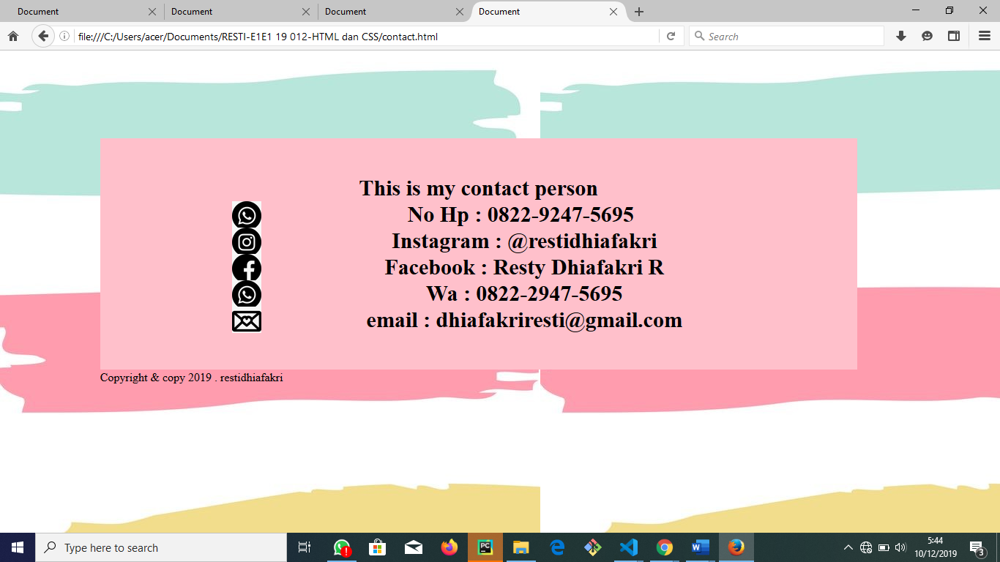 Document
Document
Document
Document
file:///C:/Users/acer/Documents/RESTI-E1E1 19 012-HTML dan CSS/contact.html
Search
This is my contact person
No Hp : 0822-9247-5695
Instagram : @restidhiafakri
Facebook : Resty Dhiafakri R
Wa : 0822-2947-5695
email : dhiafakriresti@gmail.com
Copyright & copy 2019 . restidhiafakri
Type here to search
PC
W
5:44
10/12/2019
3